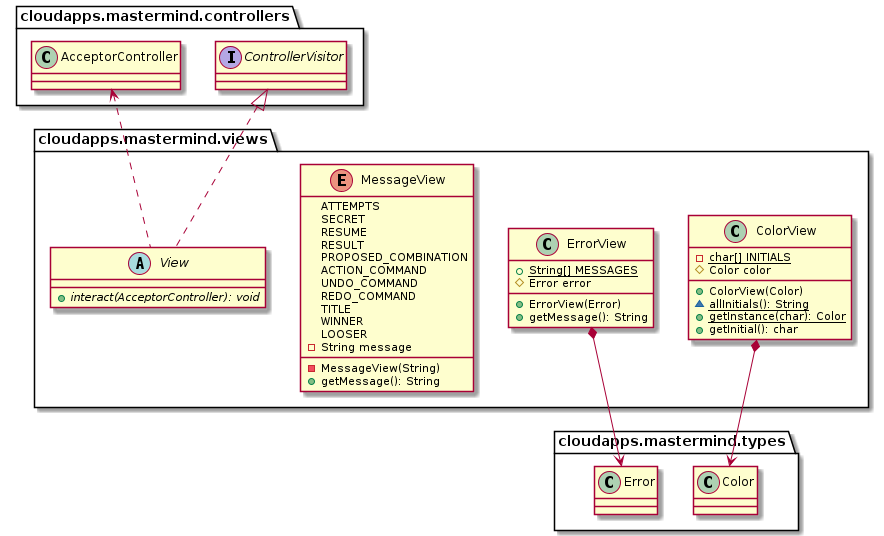 cloudapps.mastermind.controllers
C AcceptorController
I ControllerVisitor
cloudapps.mastermind.views
A View
interact(AcceptorController): void
E MessageView
ATTEMPTS
SECRET
RESUME
RESULT
PROPOSED_COMBINATION
ACTION_COMMAND
UNDO_COMMAND
REDO_COMMAND
TITLE
WINNER
LOOSER
String message
MessageView(String)
getMessage(): String
C ErrorView
String[] MESSAGES
Error error
ErrorView(Error)
getMessage(): String
C ColorView
char[] INITIALS
Color color
ColorView(Color)
allInitials(): String
getInstance(char): Color
getInitial(): char
cloudapps.mastermind.types
C Error
C Color